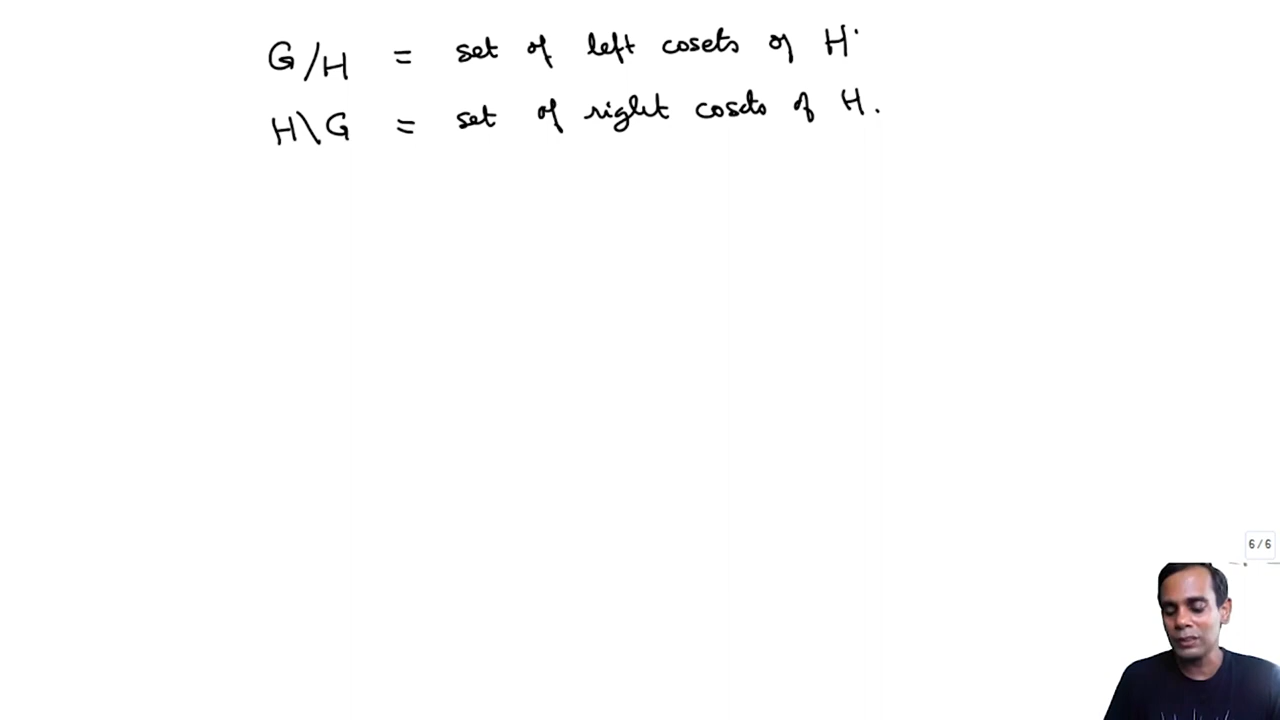 G/H = set of left cosets of H.
H\G = set of right cosets of H.
6/6